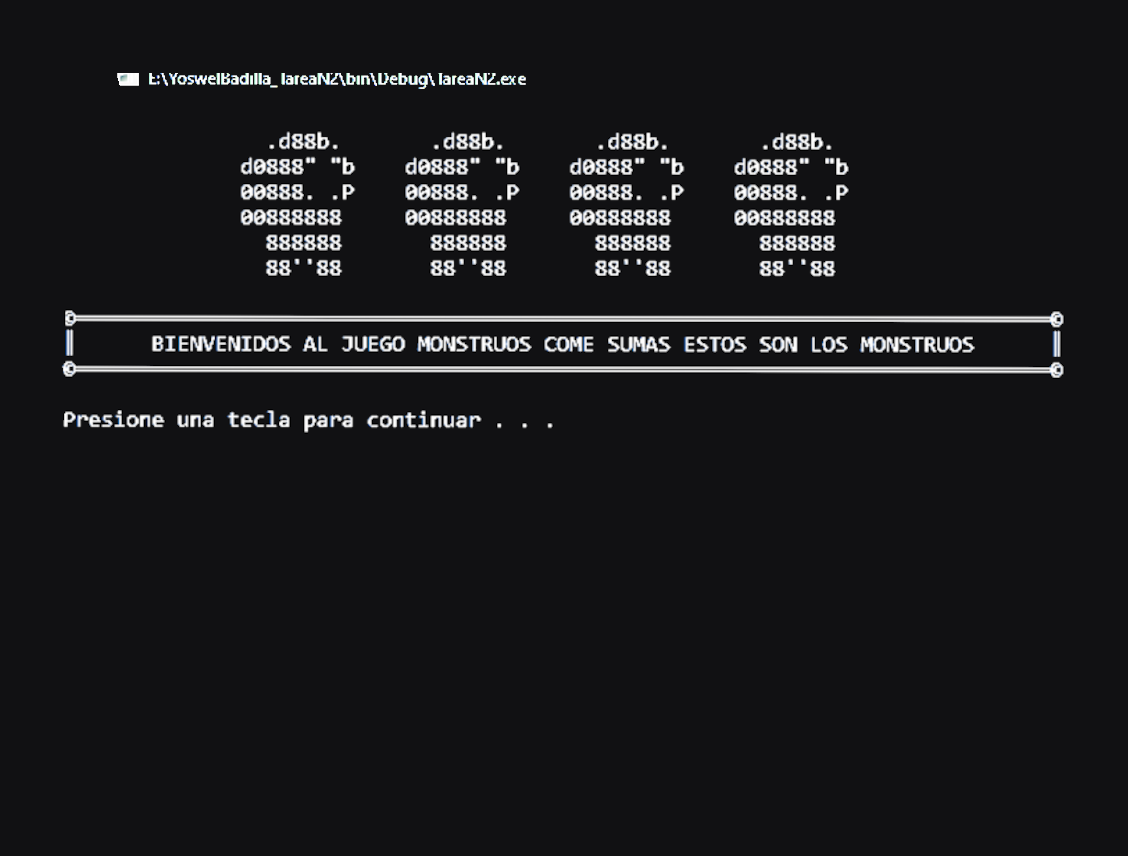 E:\YoswelBadilla_TareaN2\bin\Debug\TareaN2.exe
.d88b. .d88b. .d88b. .d88b.
d0888" "b d0888" "b d0888" "b d0888" "b
00888. .P 00888. .P 00888. .P 00888. .P
00888888 00888888 00888888 00888888
888888 888888 888888 888888
88''88 88''88 88''88 88''88
BIENVENIDOS AL JUEGO MONSTRUOS COME SUMAS ESTOS SON LOS MONSTRUOS
Presione una tecla para continuar . . .